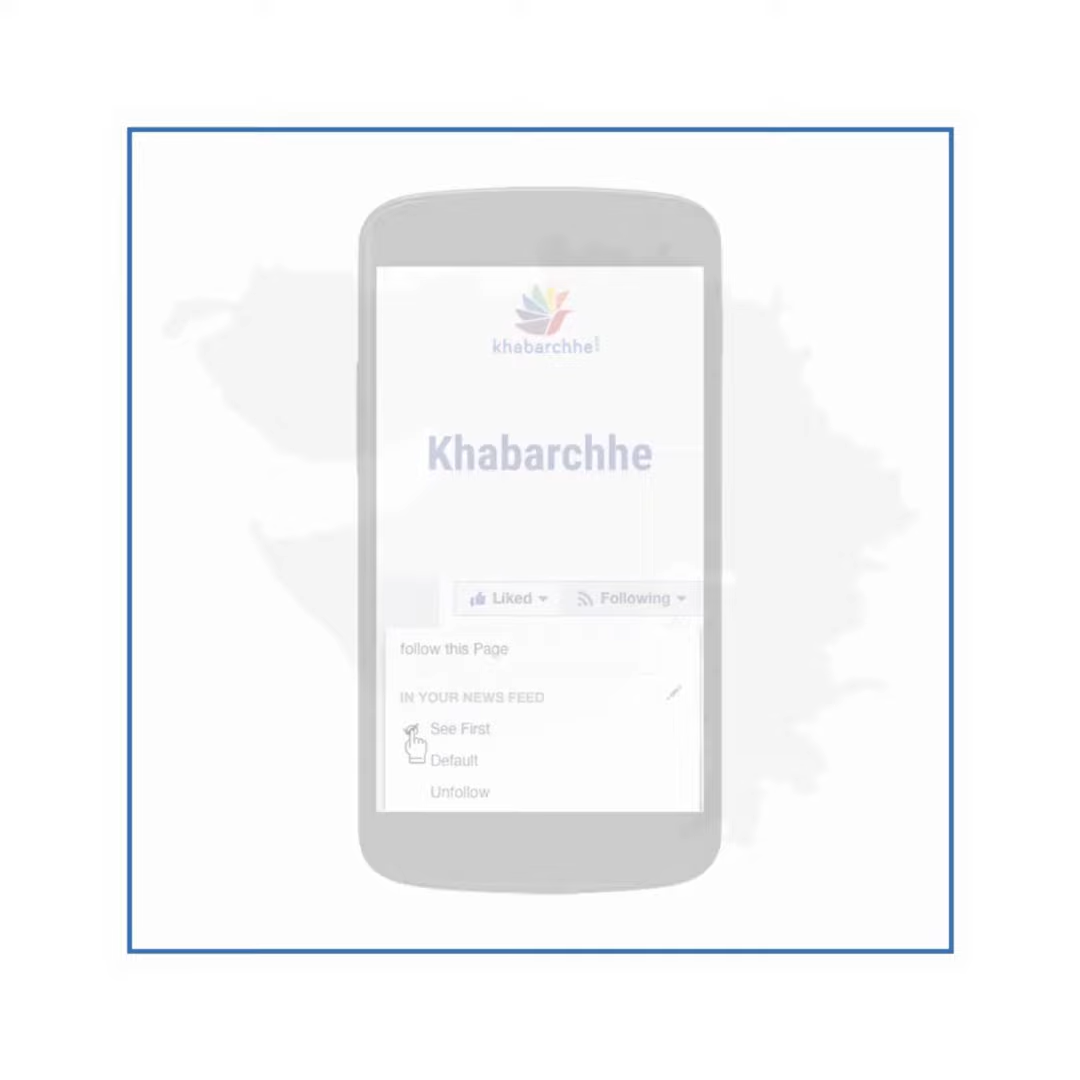 khabarchhe
Khabarchhe
Liked Following
follow this Page
IN YOUR NEWS FEED
See First
Default
Unfollow